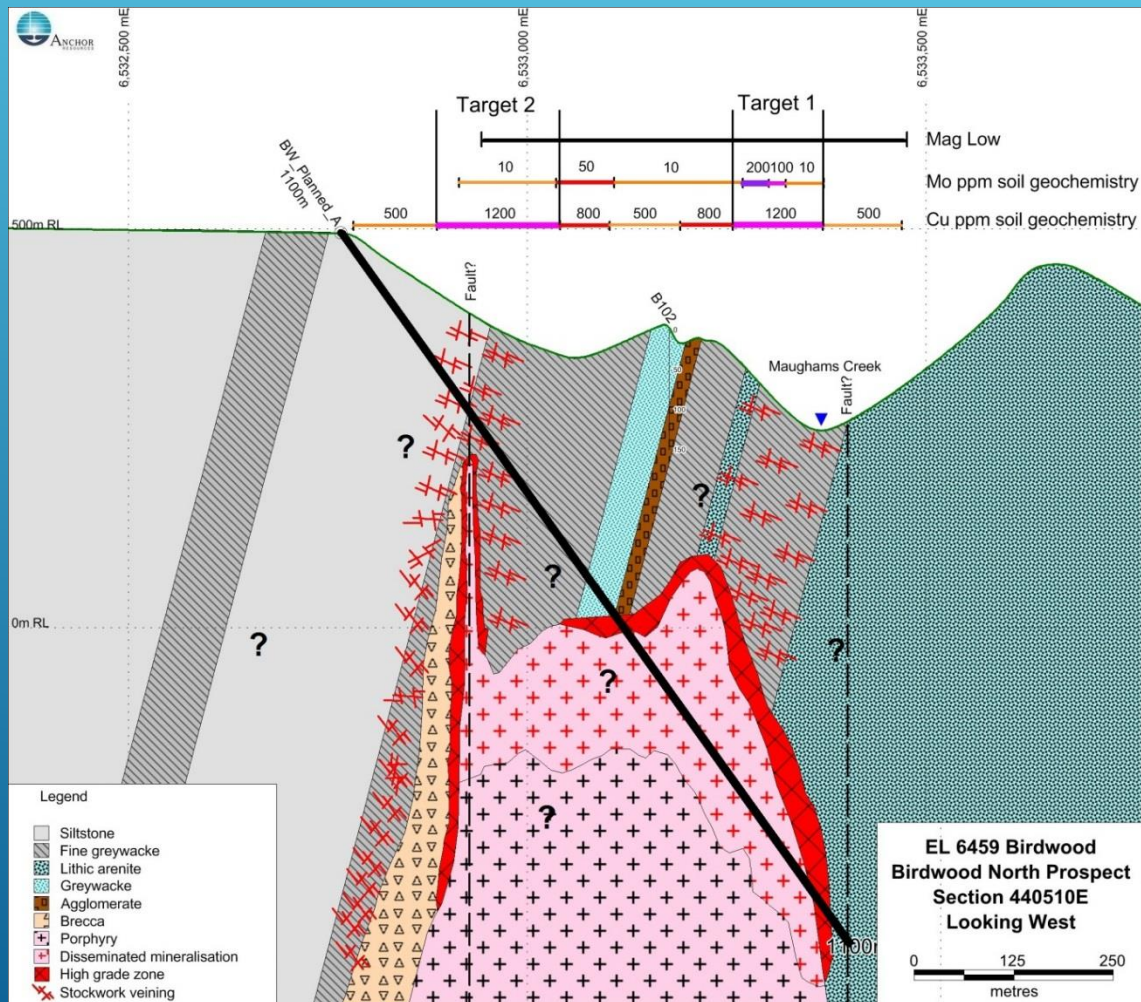 ANCHOR
RESOURCES
6,532,500 mE
6,533,000 mE
6,533,500 mE
Target 2
Target 1
Mag Low
10 50 10 200 100 10
Mo ppm soil geochemistry
500 1200 800 500 800 1200 500
Cu ppm soil geochemistry
BW_Planned_A
1100m
500m RL
Fault?
B102
0
50
100
150
Maughams Creek
Fault?
?
?
?
?
?
0m RL
?
?
1100m
Legend
Siltstone
Fine greywacke
Lithic arenite
Greywacke
Agglomerate
Brecca
Porphyry
Disseminated mineralisation
High grade zone
Stockwork veining
EL 6459 Birdwood
Birdwood North Prospect
Section 440510E
Looking West
0 125 250
metres